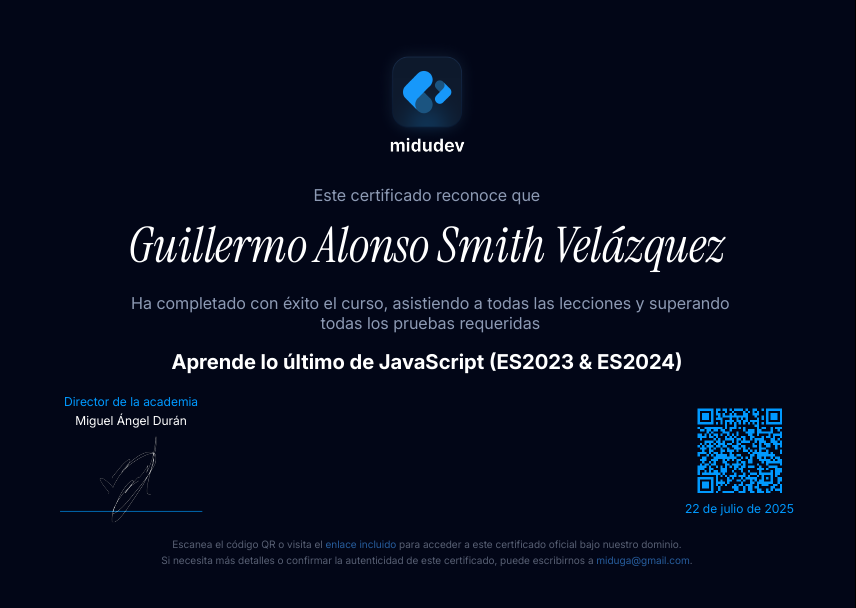 midudev
Este certificado reconoce que
Guillermo Alonso Smith Velázquez
Ha completado con éxito el curso, asistiendo a todas las lecciones y superando
todas los pruebas requeridas
Aprende lo último de JavaScript (ES2023 & ES2024)
Director de la academia
Miguel Ángel Durán
22 de julio de 2025
Escanea el código QR o visita el enlace incluido para acceder a este certificado oficial bajo nuestro dominio.
Si necesita más detalles o confirmar la autenticidad de este certificado, puede escribirnos a miduga@gmail.com.